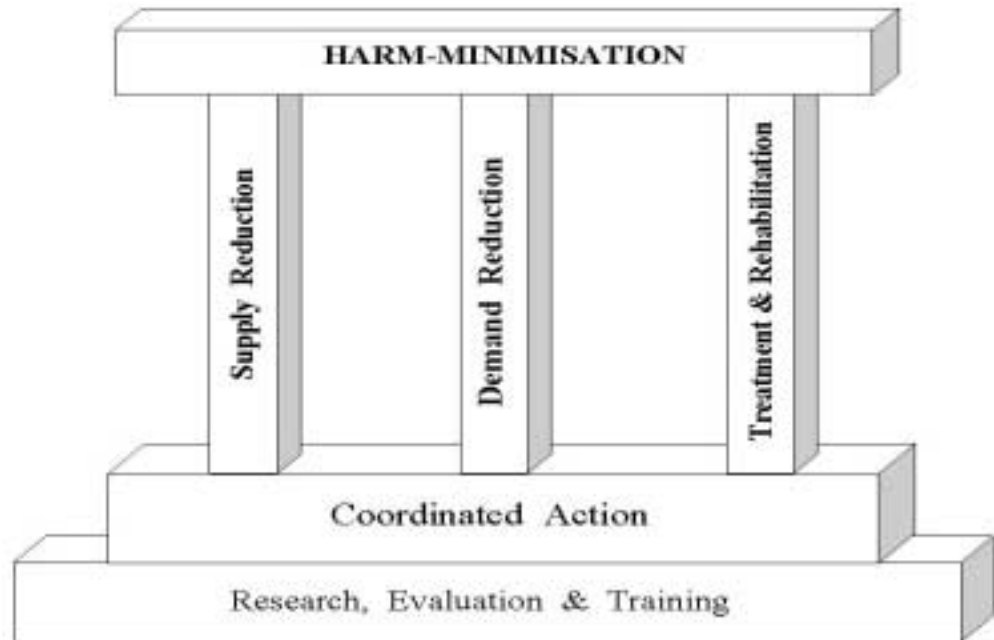 HARM-MINIMISATION
Supply Reduction
Demand Reduction
Treatment & Rehabilitation
Coordinated Action
Research, Evaluation & Training